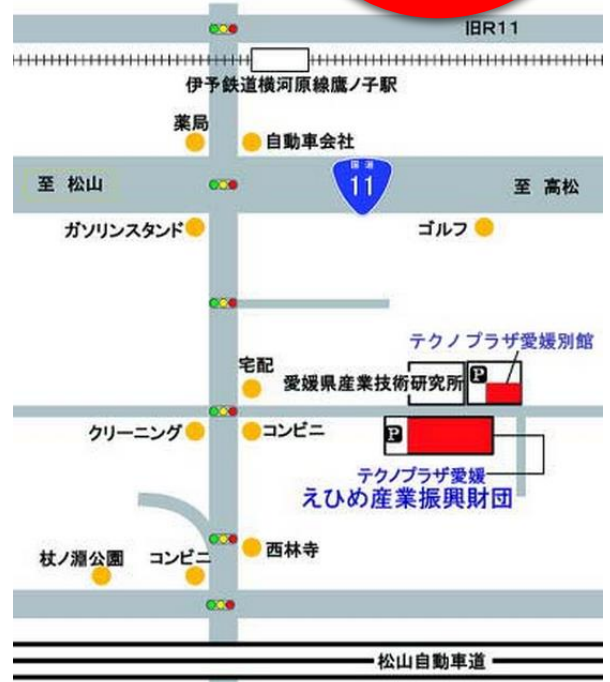 旧R11
伊予鉄道横河原線鷹ノ子駅
薬局
自動車会社
至 松山
国道
11
至 高松
ガソリンスタンド
ゴルフ
テクノプラザ愛媛別館
宅配
愛媛県産業技術研究所
P
クリーニング
コンビニ
P
テクノプラザ愛媛
えひめ産業振興財団
西林寺
杖ノ淵公園
コンビニ
松山自動車道